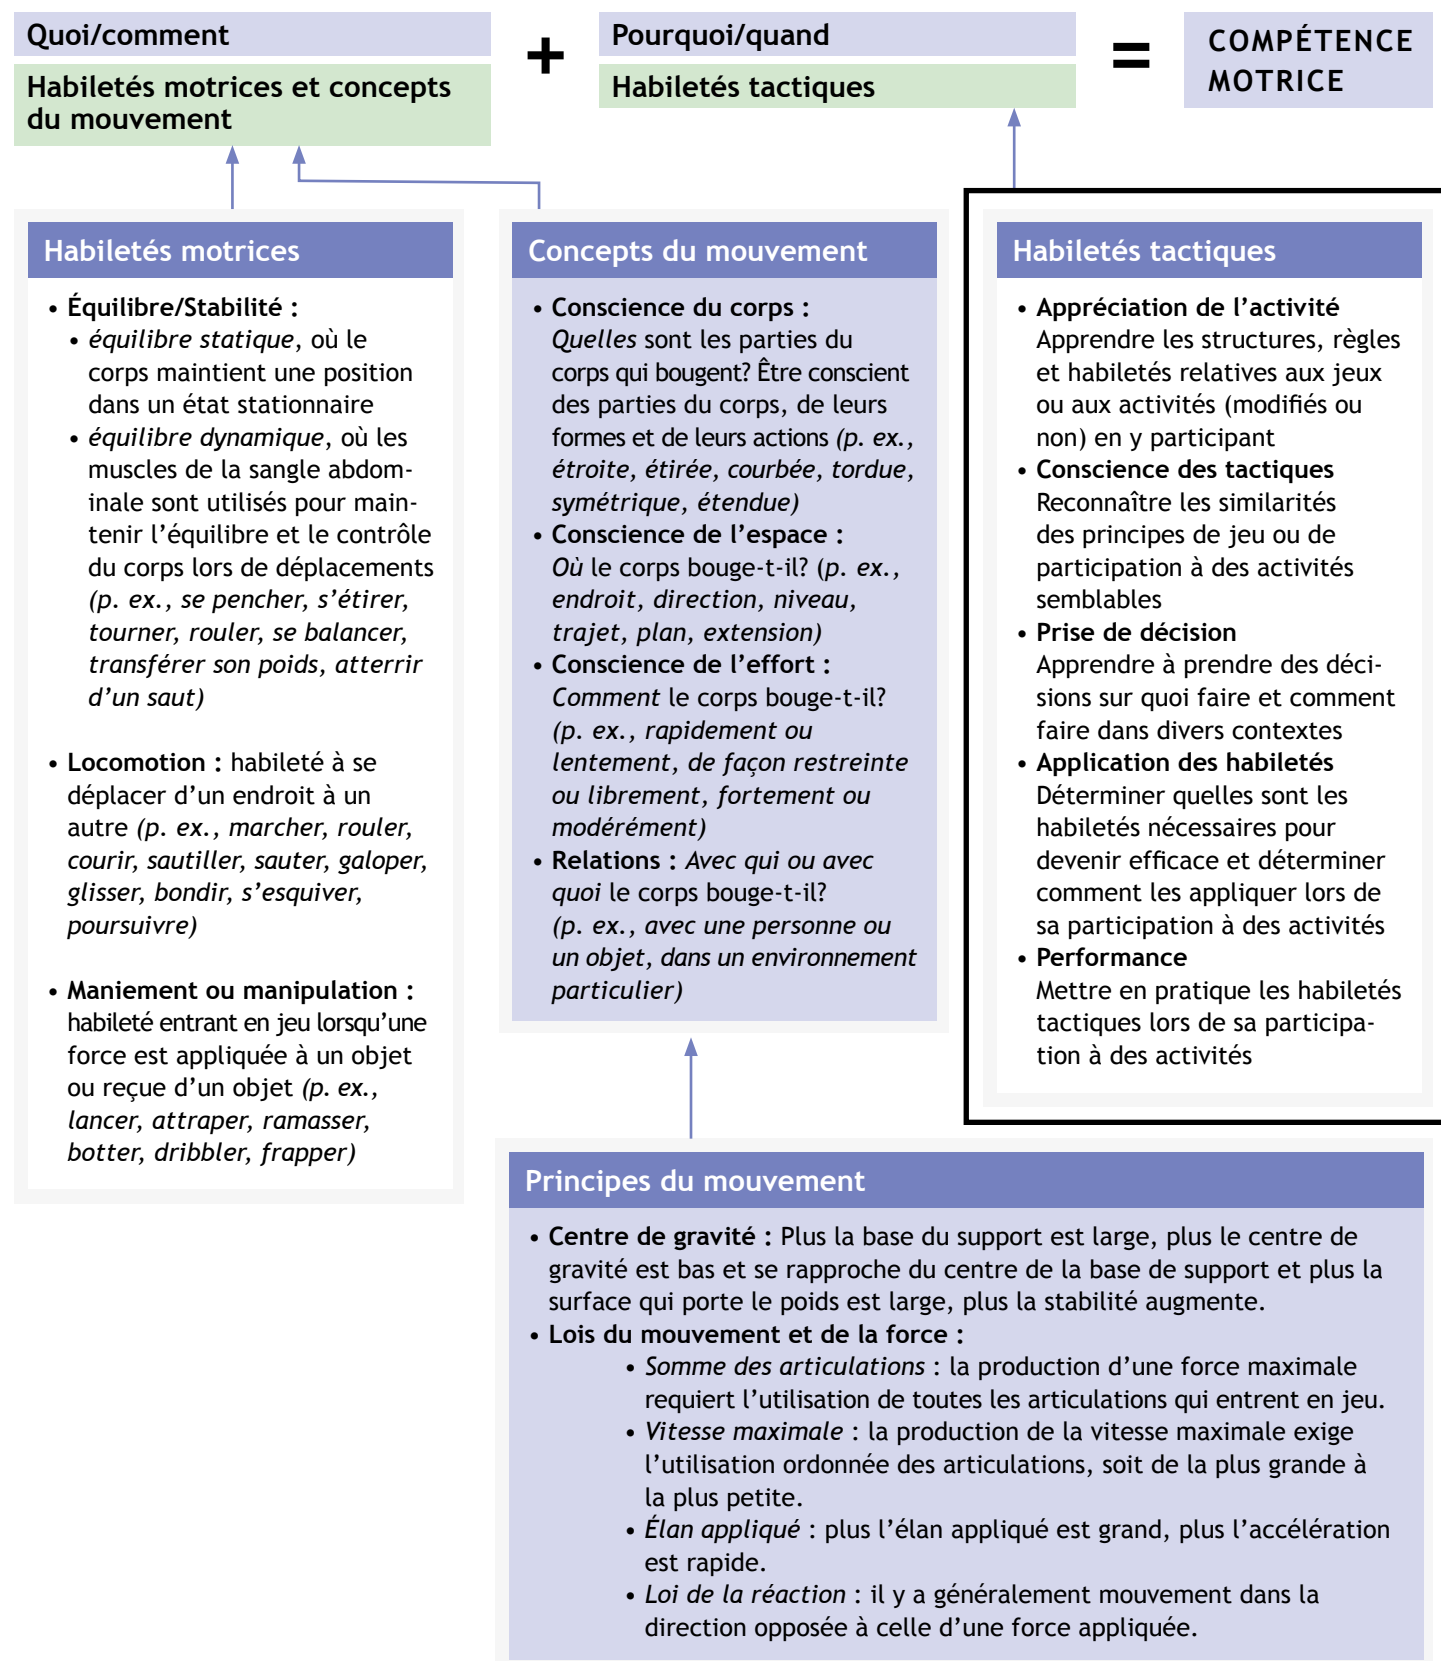 Quoi/comment
Habiletés motrices et concepts
du mouvement
+
Pourquoi/quand
Habiletés tactiques
=
COMPÉTENCE
MOTRICE
Habiletés motrices
• Équilibre/Stabilité :
• équilibre statique, où le
corps maintient une position
dans un état stationnaire
• équilibre dynamique, où les
muscles de la sangle abdom-
inale sont utilisés pour main-
tenir l’équilibre et le contrôle
du corps lors de déplacements
(p. ex., se pencher, s’étirer,
tourner, rouler, se balancer,
transférer son poids, atterrir
d’un saut)
• Locomotion : habileté à se
déplacer d’un endroit à un
autre (p. ex., marcher, rouler,
courir, sautiller, sauter, galoper,
glisser, bondir, s’esquiver,
poursuivre)
• Maniement ou manipulation :
habileté entrant en jeu lorsqu’une
force est appliquée à un objet
ou reçue d’un objet (p. ex.,
lancer, attraper, ramasser,
botter, dribbler, frapper)
Concepts du mouvement
• Conscience du corps :
Quelles sont les parties du
corps qui bougent? Être conscient
des parties du corps, de leurs
formes et de leurs actions (p. ex.,
étroite, étirée, courbée, tordue,
symétrique, étendue)
• Conscience de l’espace :
Où le corps bouge-t-il? (p. ex.,
endroit, direction, niveau,
trajet, plan, extension)
• Conscience de l’effort :
Comment le corps bouge-t-il?
(p. ex., rapidement ou
lentement, de façon restreinte
ou librement, fortement ou
modérément)
• Relations : Avec qui ou avec
quoi le corps bouge-t-il?
(p. ex., avec une personne ou
un objet, dans un environnement
particulier)
Habiletés tactiques
• Appréciation de l’activité
Apprendre les structures, règles
et habiletés relatives aux jeux
ou aux activités (modifiés ou
non) en y participant
• Conscience des tactiques
Reconnaître les similarités
des principes de jeu ou de
participation à des activités
semblables
• Prise de décision
Apprendre à prendre des déci-
sions sur quoi faire et comment
faire dans divers contextes
• Application des habiletés
Déterminer quelles sont les
habiletés nécessaires pour
devenir efficace et déterminer
comment les appliquer lors de
sa participation à des activités
• Performance
Mettre en pratique les habiletés
tactiques lors de sa participa-
tion à des activités
Principes du mouvement
• Centre de gravité : Plus la base du support est large, plus le centre de
gravité est bas et se rapproche du centre de la base de support et plus la
surface qui porte le poids est large, plus la stabilité augmente.
• Lois du mouvement et de la force :
• Somme des articulations : la production d’une force maximale
requiert l’utilisation de toutes les articulations qui entrent en jeu.
• Vitesse maximale : la production de la vitesse maximale exige
l’utilisation ordonnée des articulations, soit de la plus grande à
la plus petite.
• Élan appliqué : plus l’élan appliqué est grand, plus l’accélération
est rapide.
• Loi de la réaction : il y a généralement mouvement dans la
direction opposée à celle d’une force appliquée.